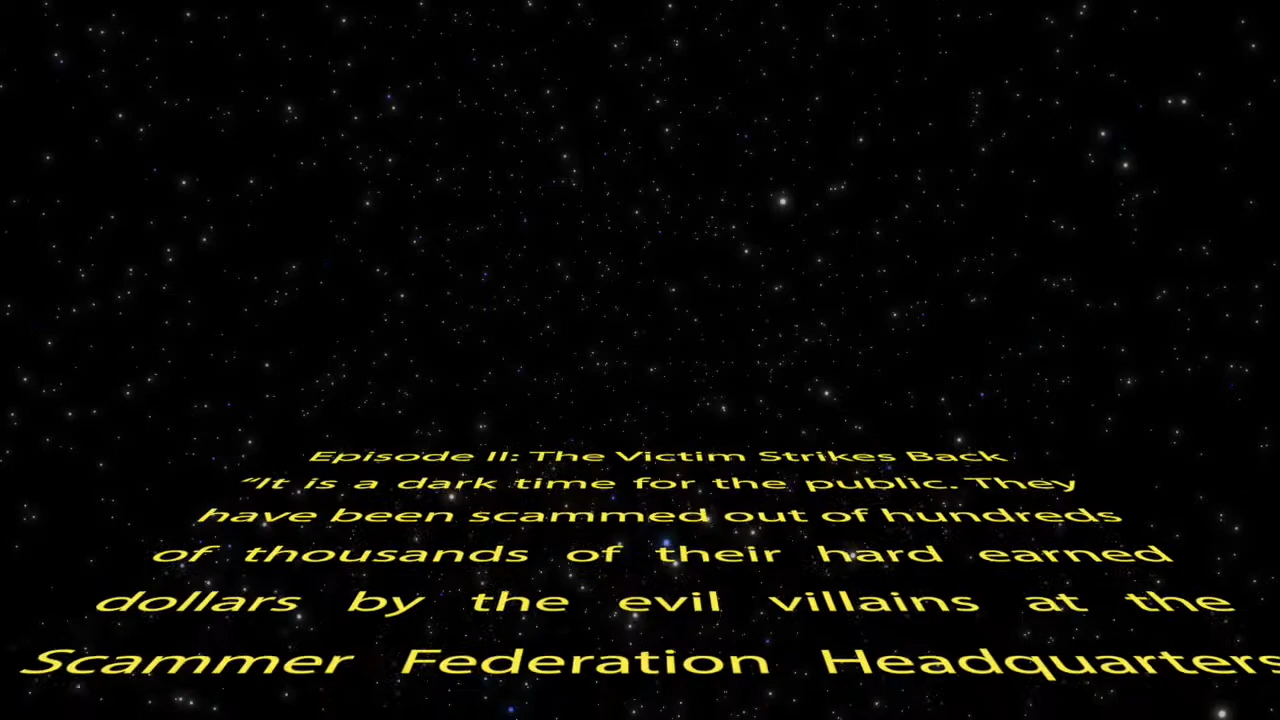 Episode II: The Victim Strikes Back
“It is a dark time for the public. They
have been scammed out of hundreds
of thousands of their hard earned
dollars by the evil villains at the
Scammer Federation Headquarters